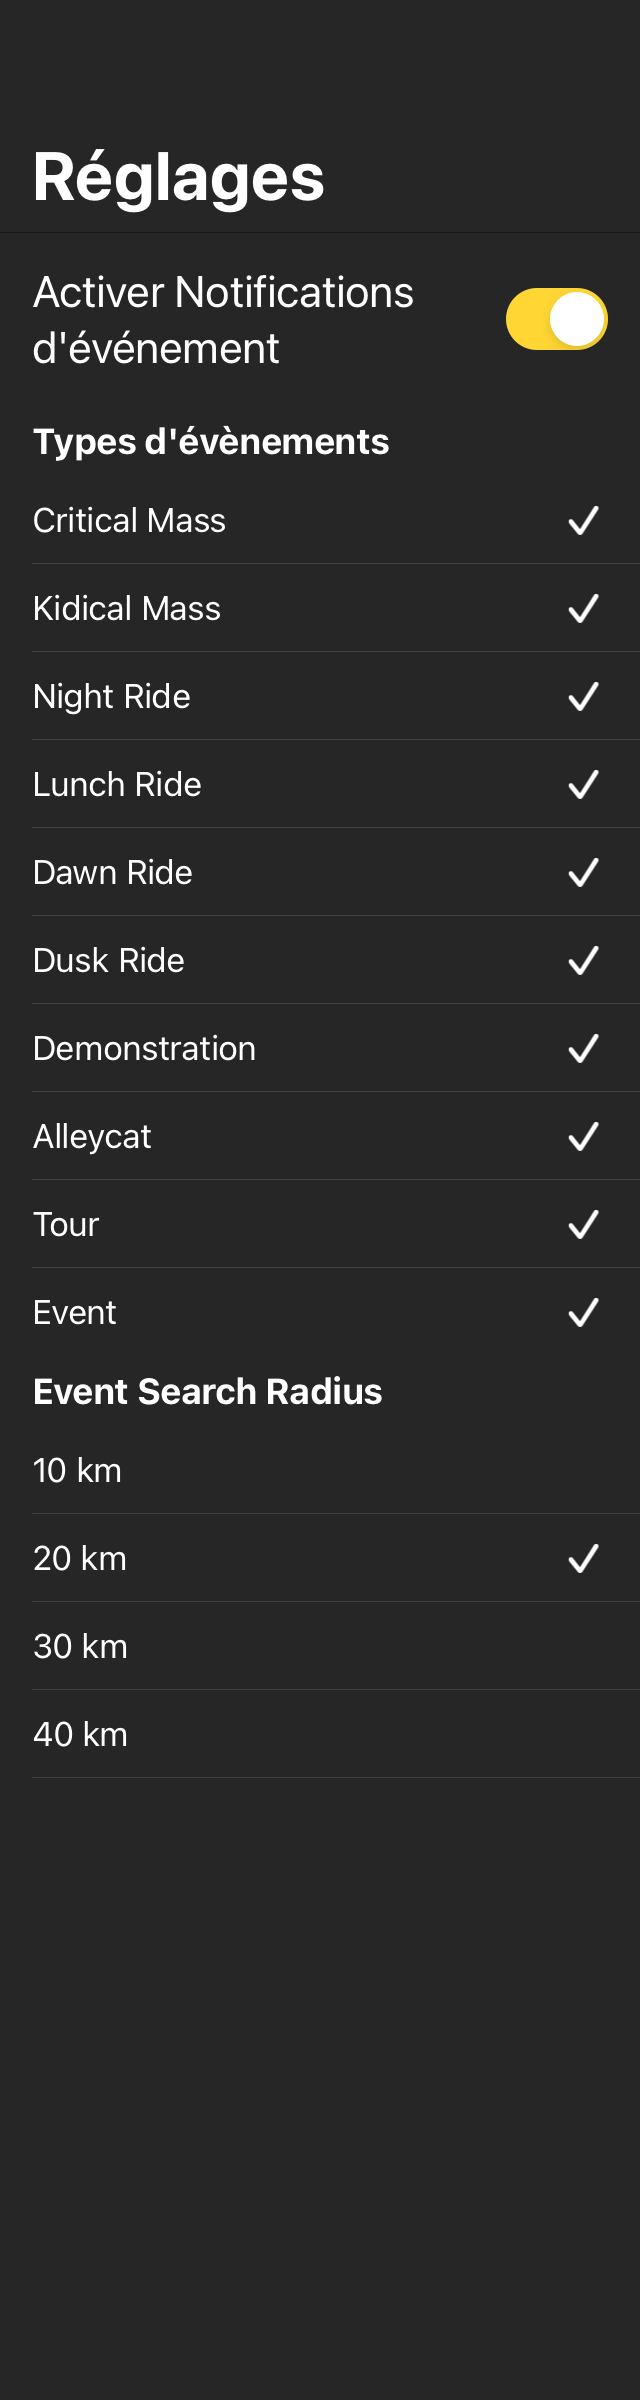 Réglages
Activer Notifications
d'événement
Types d'évènements
Critical Mass
Kidical Mass
Night Ride
Lunch Ride
Dawn Ride
Dusk Ride
Demonstration
Alleycat
Tour
Event
Event Search Radius
10 km
20 km
30 km
40 km